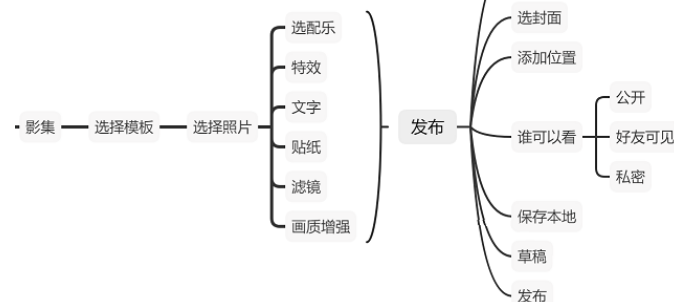 影集
选择模板
选择照片
选配乐
特效
文字
贴纸
滤镜
画质增强
发布
选封面
添加位置
谁可以看
公开
好友可见
私密
保存本地
草稿
发布